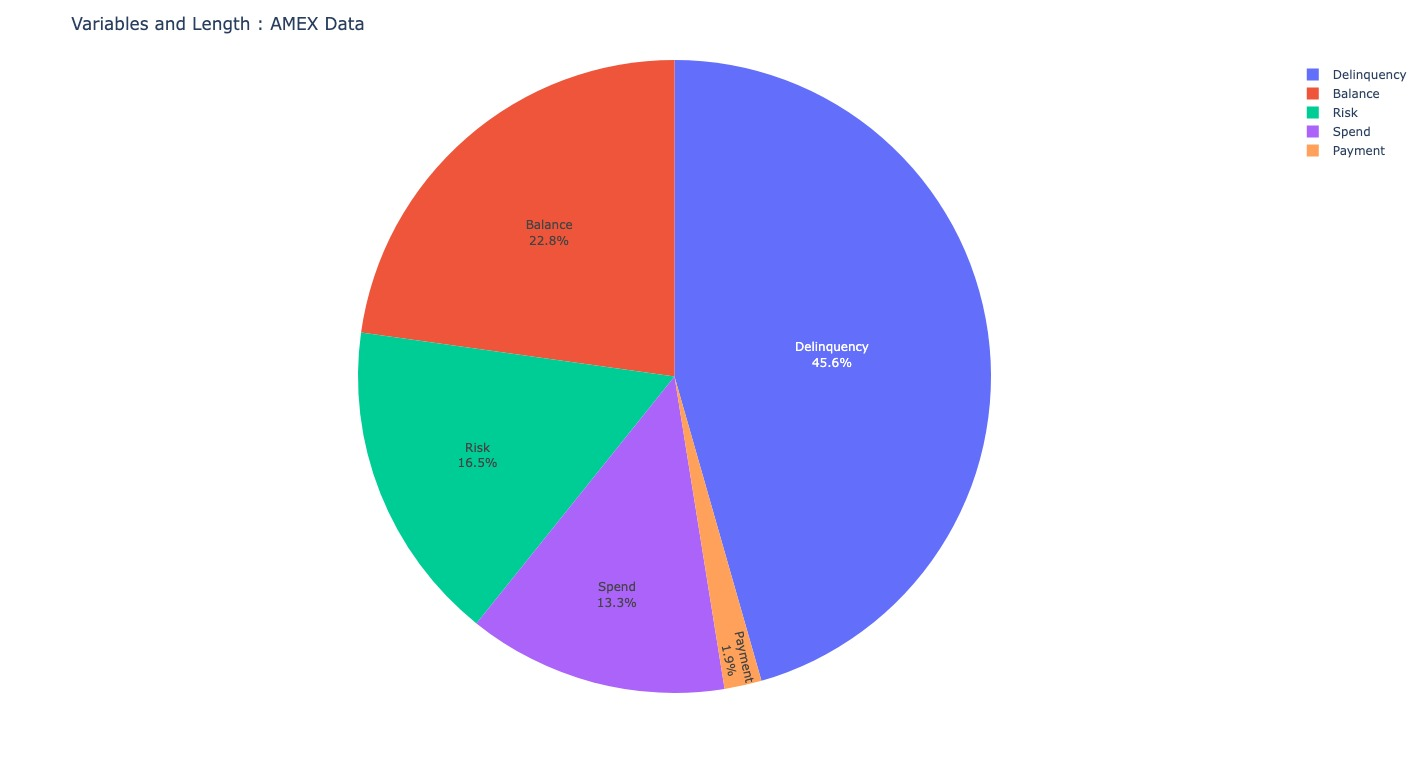 Variables and Length : AMEX Data
Delinquency
Balance
Risk
Spend
Payment
Balance
22.8%
Delinquency
45.6%
Risk
16.5%
Spend
13.3%
Payment
1.9%